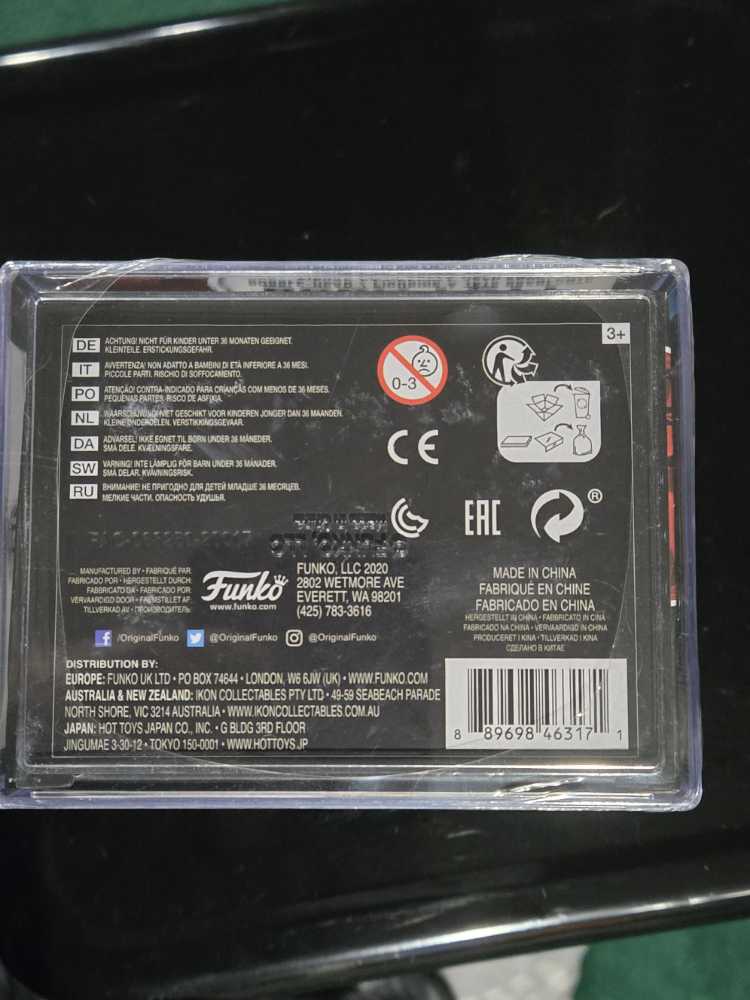 BOBBLE-HEAD / FIGURINE À TÊTE BRANLANTE
3+
DE ACHTUNG! NICHT FÜR KINDER UNTER 36 MONATEN GEEIGNET.
KLEINTEILE. ERSTICKUNGSGEFAHR.
IT AVVERTENZA! NON ADATTO A BAMBINI DI ETÀ INFERIORE A 36 MESI.
PICCOLE PARTI. RISCHIO DI SOFFOCAMENTO.
PO ATENCAO! CONTRA-INDICADO PARA CRIANÇAS COM MENOS DE 36 MESES.
PEQUENAS PARTES. RISCO DE ASFIXIA.
NL WAARSCHUWING! NIET GESCHIKT VOOR KINDEREN JONGER DAN 36 MAANDEN.
KLEINE ONDERDELEN. VERSTIKKINGSGEVAAR.
DA ADVARSEL! IKKE EGNET TIL BØRN UNDER 36 MÅNEDER.
SMÅ DELE. KVÆLNINGSFARE.
SW VARNING! INTE LÄMPLIG FÖR BARN UNDER 36 MÅNADER.
SMÅ DELAR. KVÄVNINGSRISK.
RU ВНИМАНИЕ! НЕ ПРИГОДНО ДЛЯ ДЕТЕЙ МЛАДШЕ 36 МЕСЯЦЕВ.
МЕЛКИЕ ЧАСТИ. ОПАСНОСТЬ УДУШЬЯ.
0-3
CE
EAC
®
MANUFACTURED BY • FABRIQUÉ PAR
FABRICADO POR • HERGESTELLT DURCH
FABBRICATO DA • FABRICADO POR
VERVAARDIGD DOOR • FREMSTILLET AF
TILLVERKAD AV • ПРОИЗВОДИТЕЛЬ:
Funko
www.funko.com
FUNKO, LLC 2020
2802 WETMORE AVE
EVERETT, WA 98201
(425) 783-3616
MADE IN CHINA
FABRIQUÉ EN CHINE
FABRICADO EN CHINA
HERGESTELLT IN CHINA • FABBRICATO IN CINA
FABRICADO NA CHINA • VERVAARDIGD IN CHINA
PRODUCERET I KINA • TILLVERKAD I KINA
СДЕЛАНО В КИТАЕ
/OriginalFunko @OriginalFunko @OriginalFunko
DISTRIBUTION BY:
EUROPE: FUNKO UK LTD • PO BOX 74644 • LONDON, W6 6JW (UK) • WWW.FUNKO.COM
AUSTRALIA & NEW ZEALAND: IKON COLLECTABLES PTY LTD • 49-59 SEABEACH PARADE
NORTH SHORE, VIC 3214 AUSTRALIA • WWW.IKONCOLLECTABLES.COM.AU
JAPAN: HOT TOYS JAPAN CO., INC. • G BLDG 3RD FLOOR
JINGUMAE 3-30-12 • TOKYO 150-0001 • WWW.HOTTOYS.JP
8 89698 46317 1